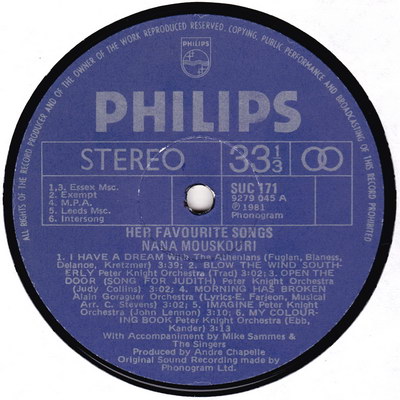 ALL RIGHTS OF THE RECORD PRODUCER AND OF THE OWNER OF THE WORK REPRODUCED RESERVED. COPYING, PUBLIC PERFORMANCE AND BROADCASTING OF THIS RECORD PROHIBITED
PHILIPS
PHILIPS
STEREO 33 1/3
1.3. Essex Msc.
2. Exempt
4. M.P.A.
5. Leeds Msc.
6. Intersong
SUC 171
9279 045 A
℗ 1981
Phonogram
HER FAVOURITE SONGS
NANA MOUSKOURI
1. I HAVE A DREAM With The Athenians (Fuglan, Blaness,
Delanoe, Kretzmer) 3:39; 2. BLOW THE WIND SOUTH-
ERLY Peter Knight Orchestra (Trad) 3:02; 3. OPEN THE
DOOR (SONG FOR JUDITH) Peter Knight Orchestra
(Judy Collins) 3:02; 4. MORNING HAS BROKEN
Alain Goraguer Orchestra (Lyrics-E. Farjeon, Musical
Arr. C. Stevens) 3:02; 5. IMAGINE Peter Knight
Orchestra (John Lennon) 3:10; 6. MY COLOUR-
ING BOOK Peter Knight Orchestra (Ebb,
Kander) 3:13
With Accompaniment by Mike Sammes &
The Singers
Produced by André Chapelle
Original Sound Recording made by
Phonogram Ltd.